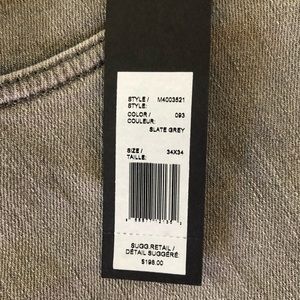 STYLE / M4003521
STYLE:
COLOR / 093
COULEUR:
SLATE GREY
SIZE / 34X34
TAILLE:
SUGG.RETAIL /
DÉTAIL SUGGÉRÉ:
$198.00